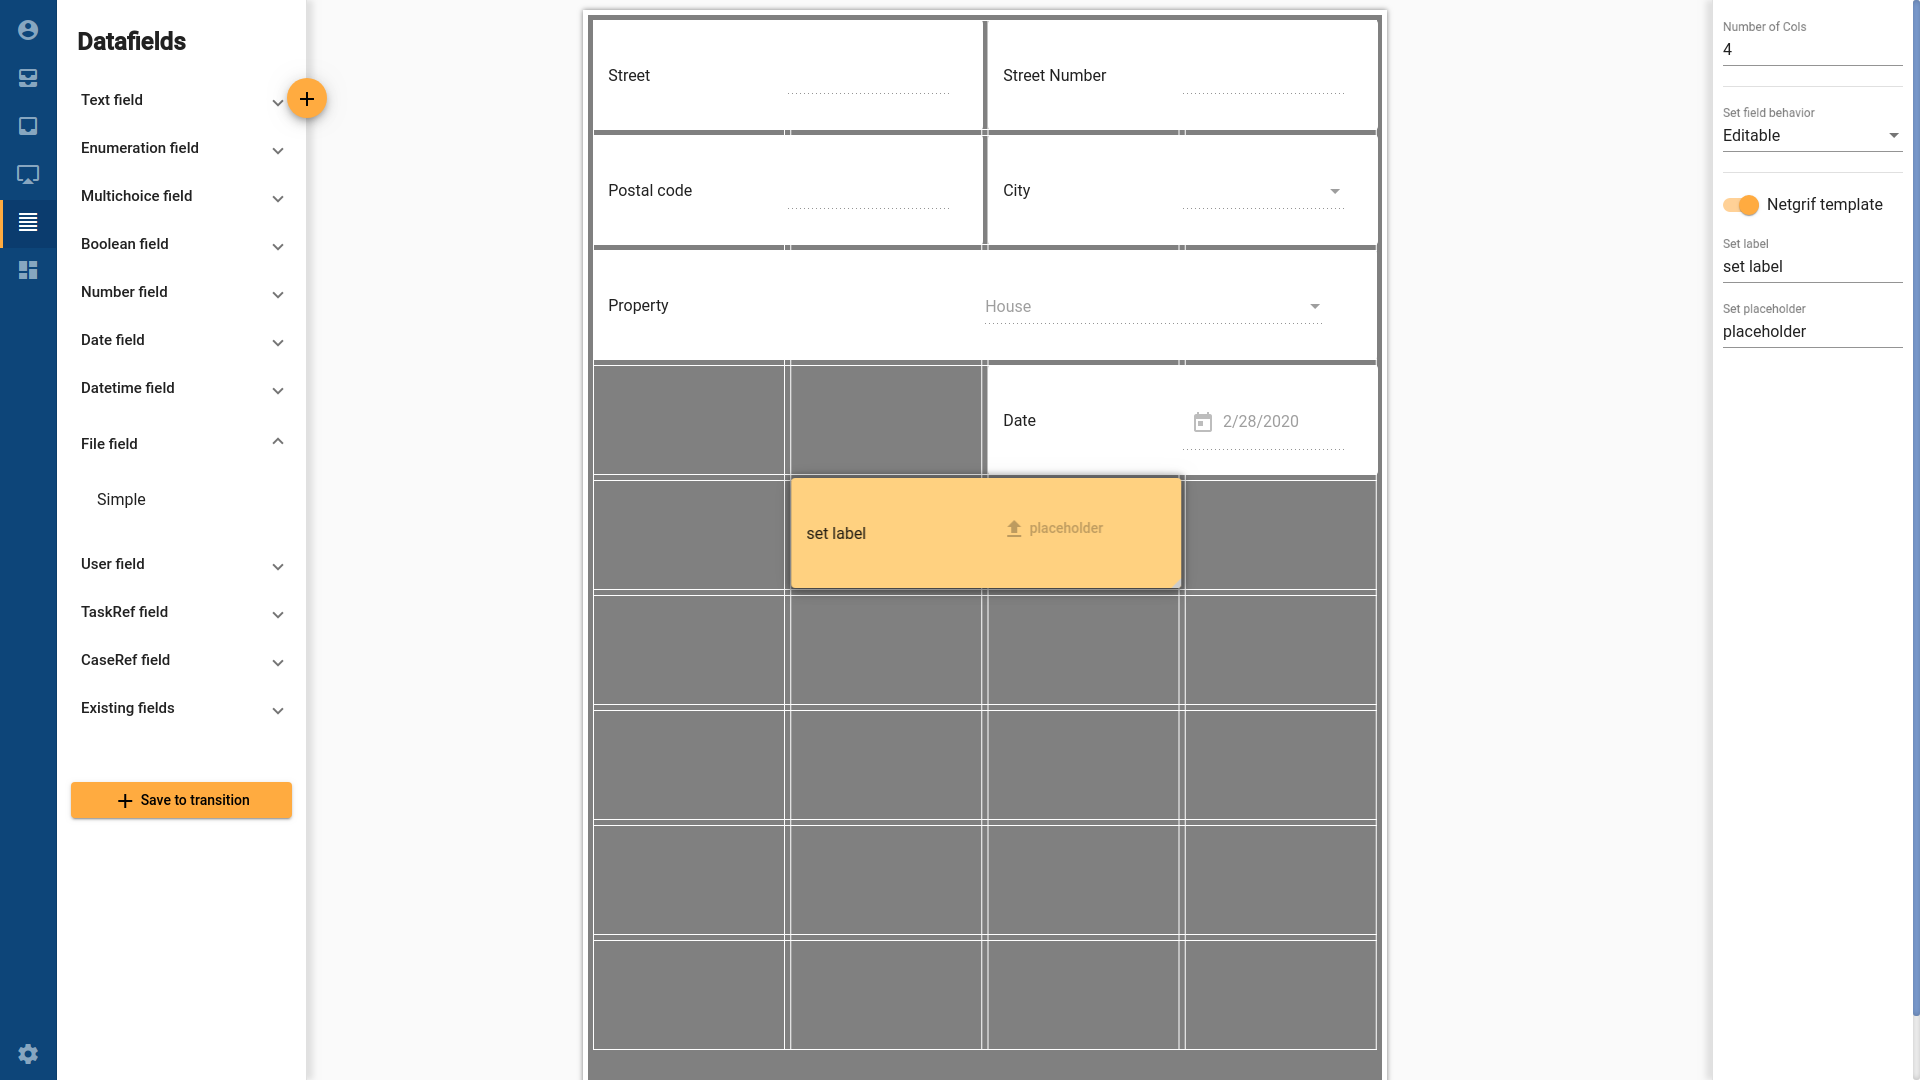 Datafields
Text field
Enumeration field
Multichoice field
Boolean field
Number field
Date field
Datetime field
File field
Simple
User field
TaskRef field
CaseRef field
Existing fields
Save to transition
Street
Street Number
Postal code
City
Property
House
Date
2/28/2020
set label
placeholder
Number of Cols
4
Set field behavior
Editable
Netgrif template
Set label
set label
Set placeholder
placeholder